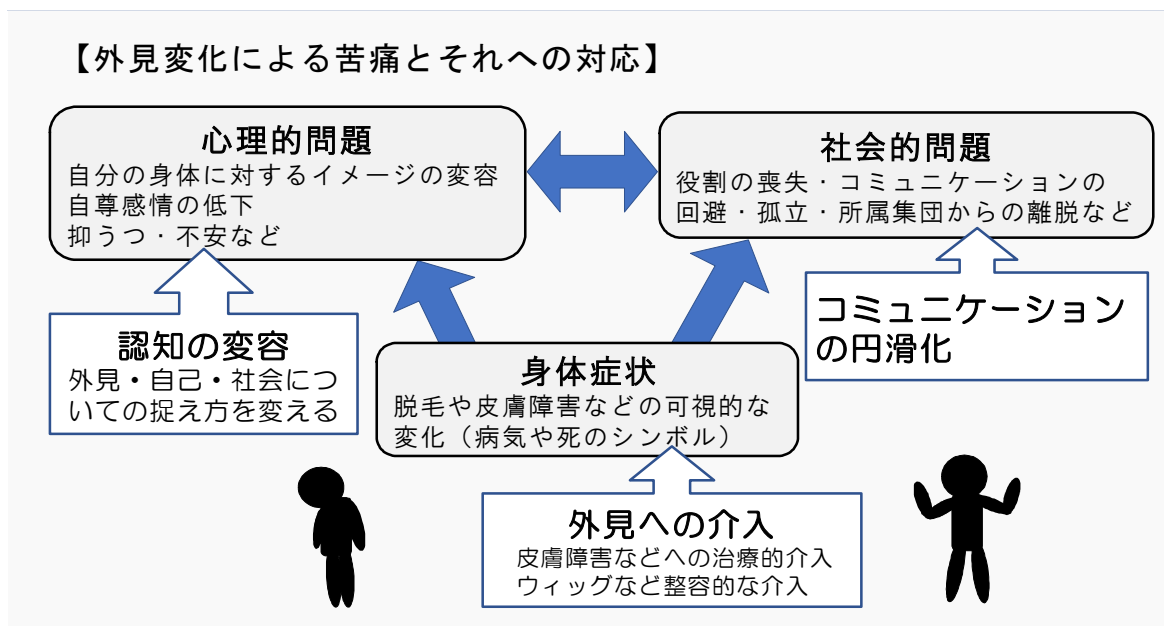 【外見変化による苦痛とそれへの対応】
心理的問題
自分の身体に対するイメージの変容
自尊感情の低下
抑うつ・不安など
社会的問題
役割の喪失・コミュニケーションの
回避・孤立・所属集団からの離脱など
認知の変容
外見・自己・社会につ
いての捉え方を変える
コミュニケーション
の円滑化
身体症状
脱毛や皮膚障害などの可視的な
変化（病気や死のシンボル）
外見への介入
皮膚障害などへの治療的介入
ウィッグなど整容的な介入